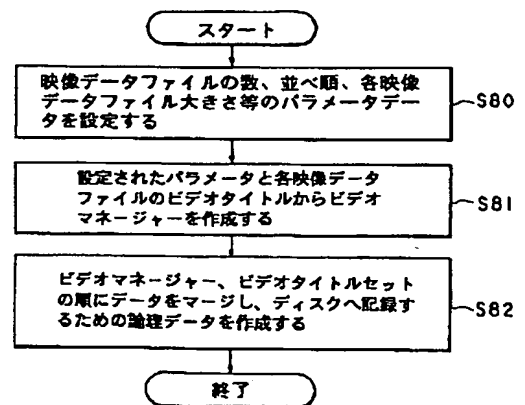 スタート
映像データファイルの数、並べ順、各映像
データファイル大きさ等のパラメータデー
タを設定する
S80
設定されたパラメータと各映像データ
ファイルのビデオタイトルからビデオ
マネージャーを作成する
S81
ビデオマネージャー、ビデオタイトルセット
の順にデータをマージし、ディスクへ記録す
るための論理データを作成する
S82
終了